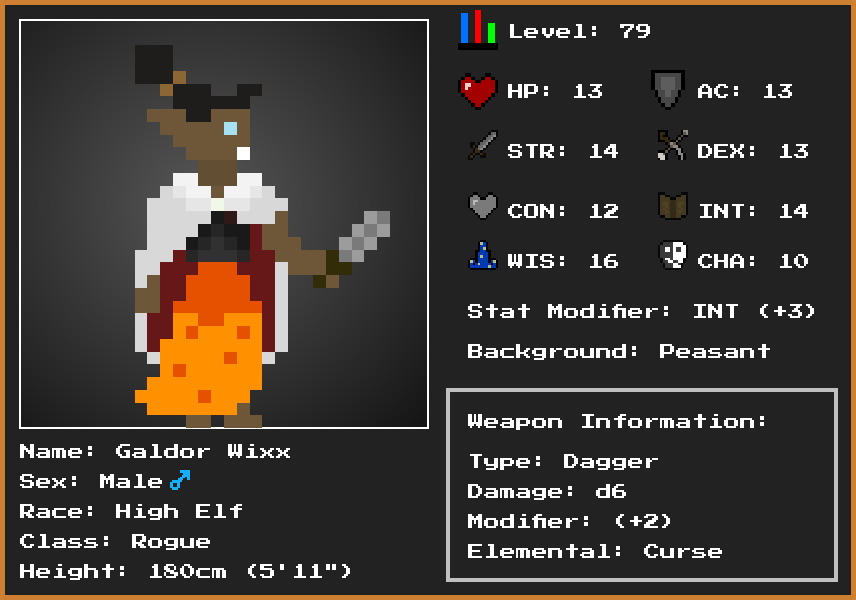 Level: 79
HP: 13
AC: 13
STR: 14
DEX: 13
CON: 12
INT: 14
WIS: 16
CHA: 10
Stat Modifier: INT (+3)
Background: Peasant
Name: Galdor Wixx
Sex: Male♂
Race: High Elf
Class: Rogue
Height: 180cm (5'11")
Weapon Information:
Type: Dagger
Damage: d6
Modifier: (+2)
Elemental: Curse